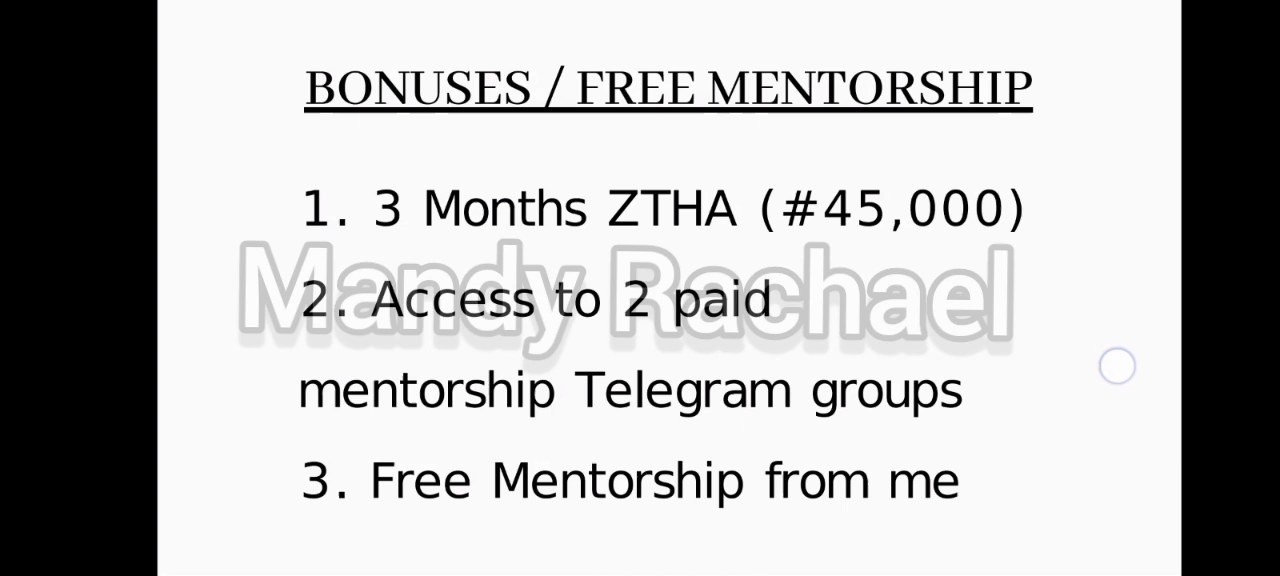 BONUSES / FREE MENTORSHIP
1. 3 Months ZTHA (#45,000)
Mandy Rachael
2. Access to 2 paid
mentorship Telegram groups
3. Free Mentorship from me